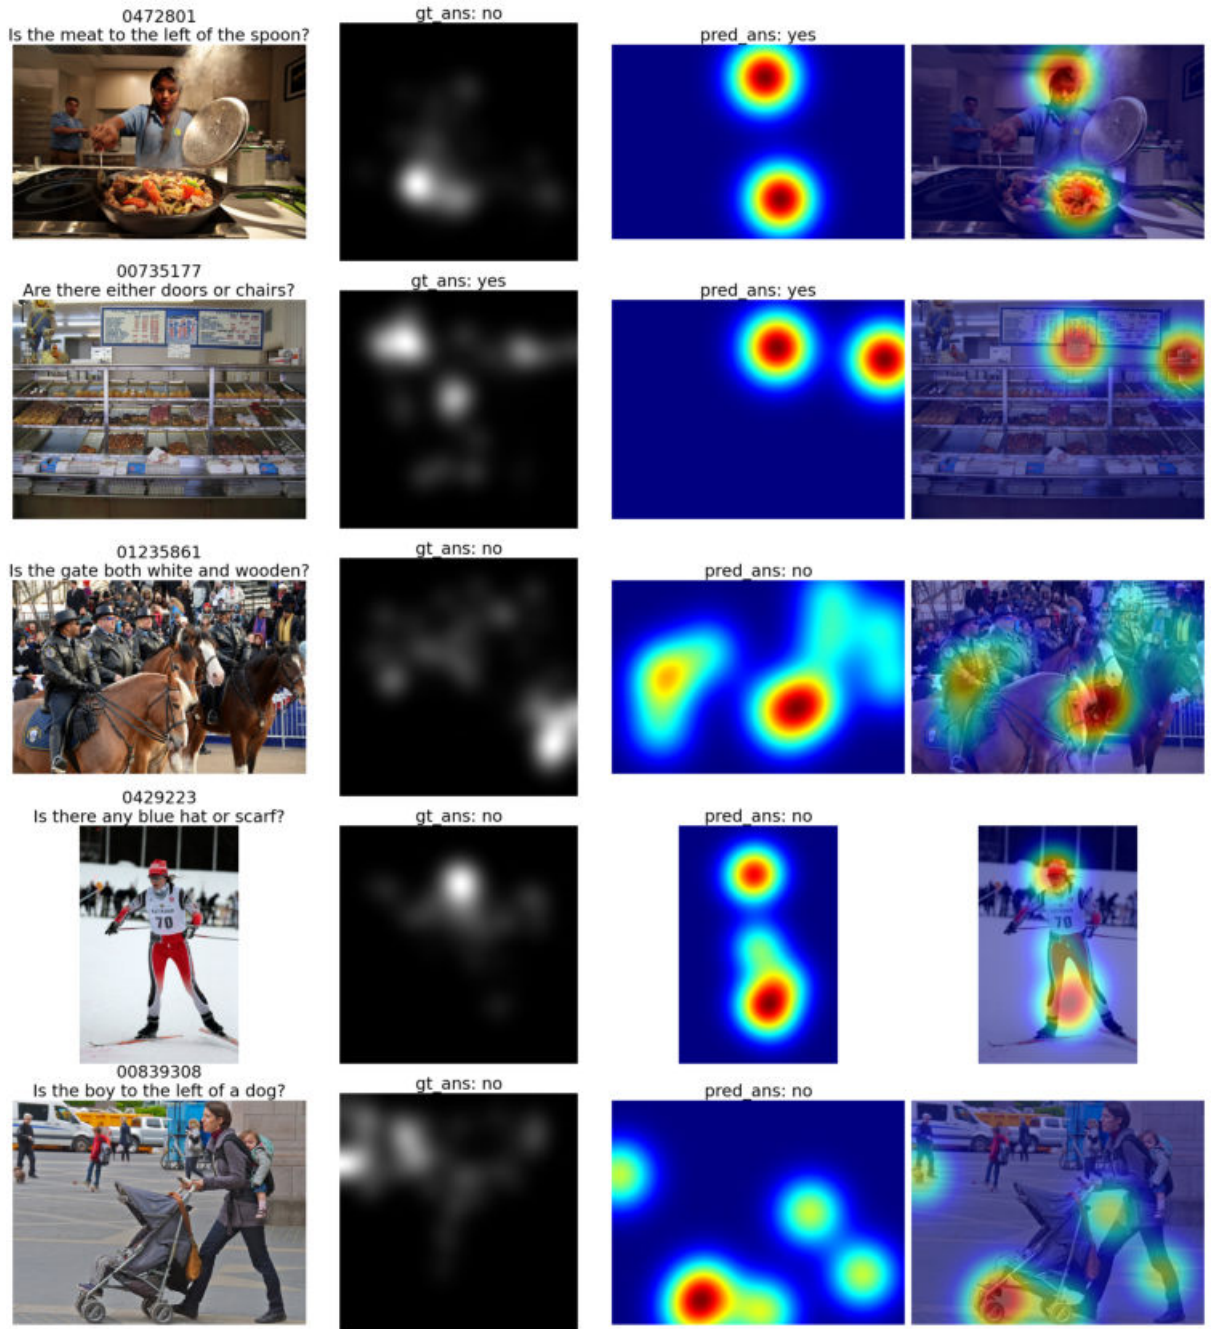 0472801
Is the meat to the left of the spoon?
gt_ans: no
pred_ans: yes
00735177
Are there either doors or chairs?
gt_ans: yes
pred_ans: yes
01235861
Is the gate both white and wooden?
gt_ans: no
pred_ans: no
0429223
Is there any blue hat or scarf?
gt_ans: no
pred_ans: no
70
70
00839308
Is the boy to the left of a dog?
gt_ans: no
pred_ans: no